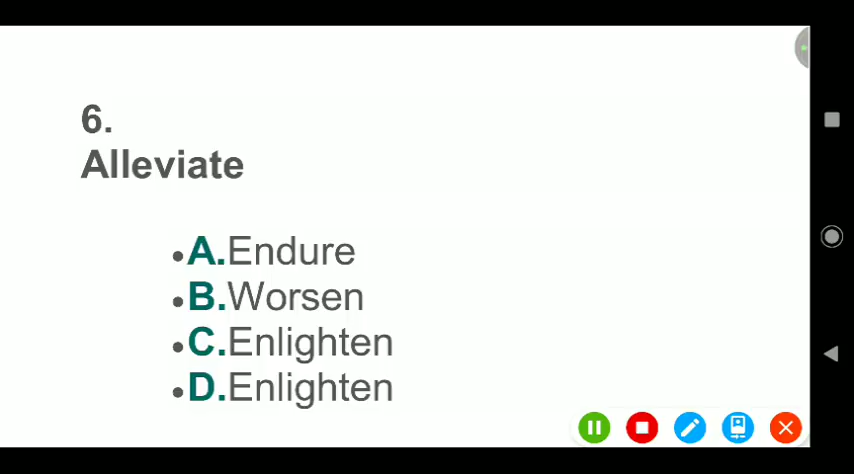 6.
Alleviate
•A.Endure
•B.Worsen
•C.Enlighten
•D.Enlighten